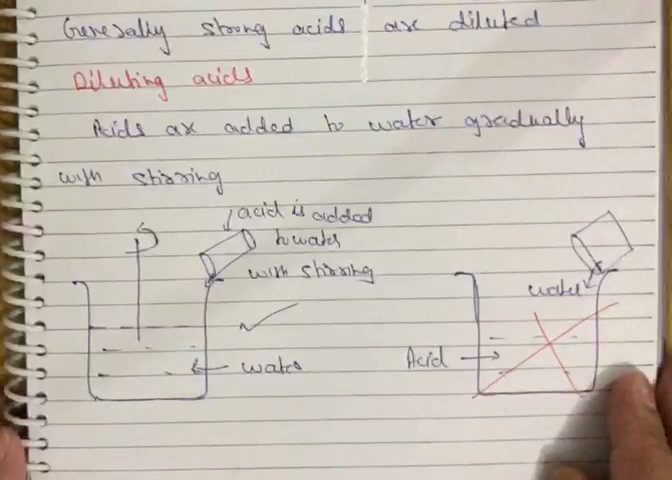 Generally strong acids are diluted
Diluting acids
Acids are added to water gradually
with stirring
acid is added
to water
with stirring
water
water
Acid